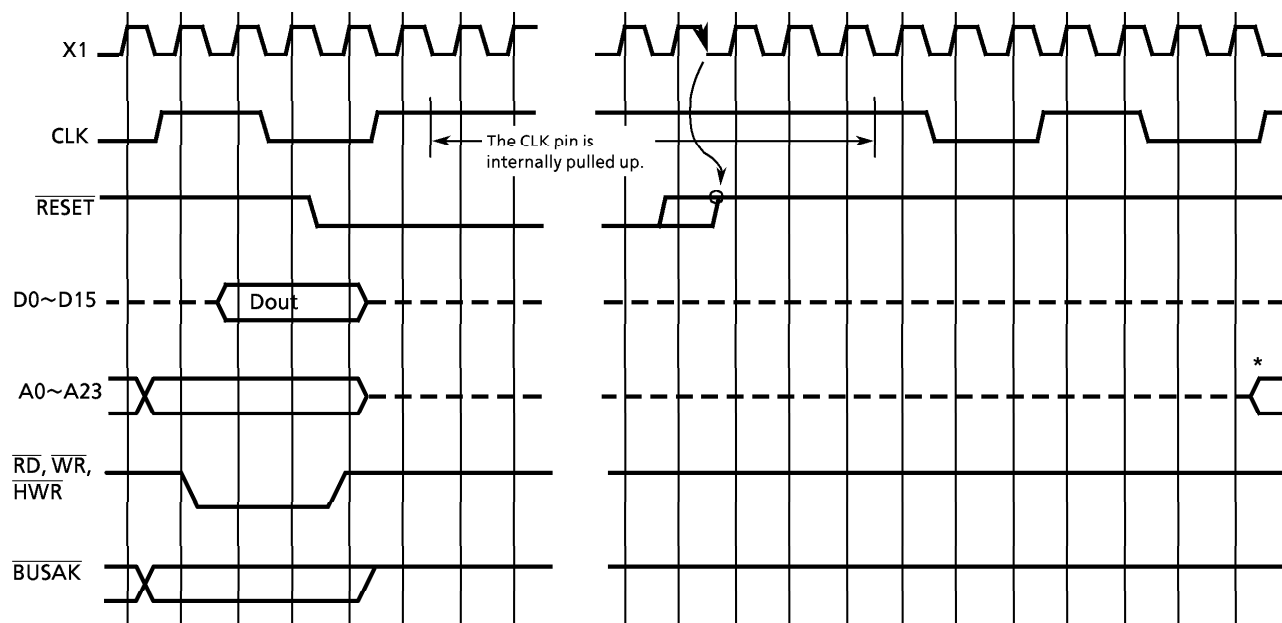 X1
CLK
The CLK pin is
internally pulled up.
RESET
D0~D15
Dout
*
A0~A23
RD, WR,
HWR
BUSAK